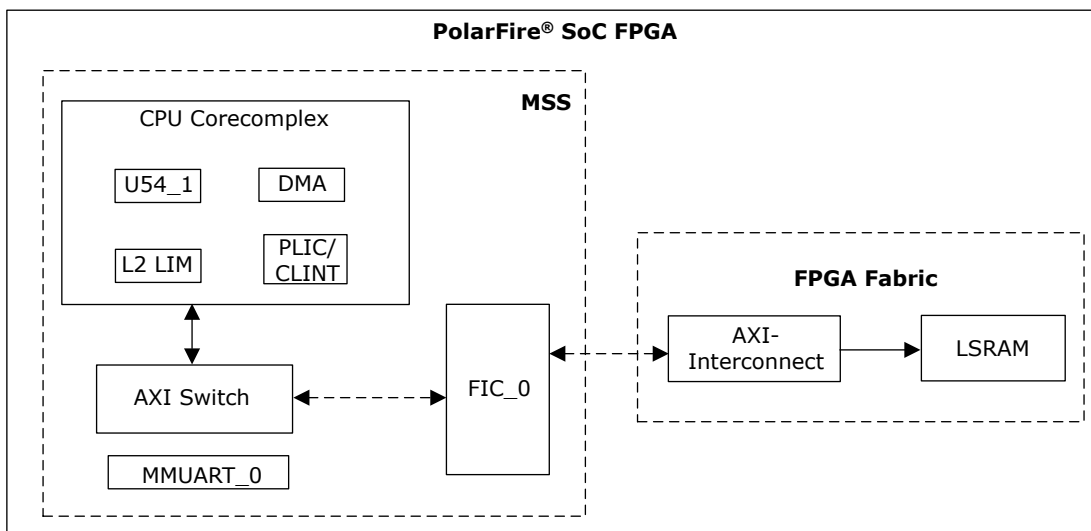 PolarFire® SoC FPGA
MSS
CPU Corecomplex
U54_1
DMA
L2 LIM
PLIC/
CLINT
AXI Switch
MMUART_0
FIC_0
FPGA Fabric
AXI-
Interconnect
LSRAM